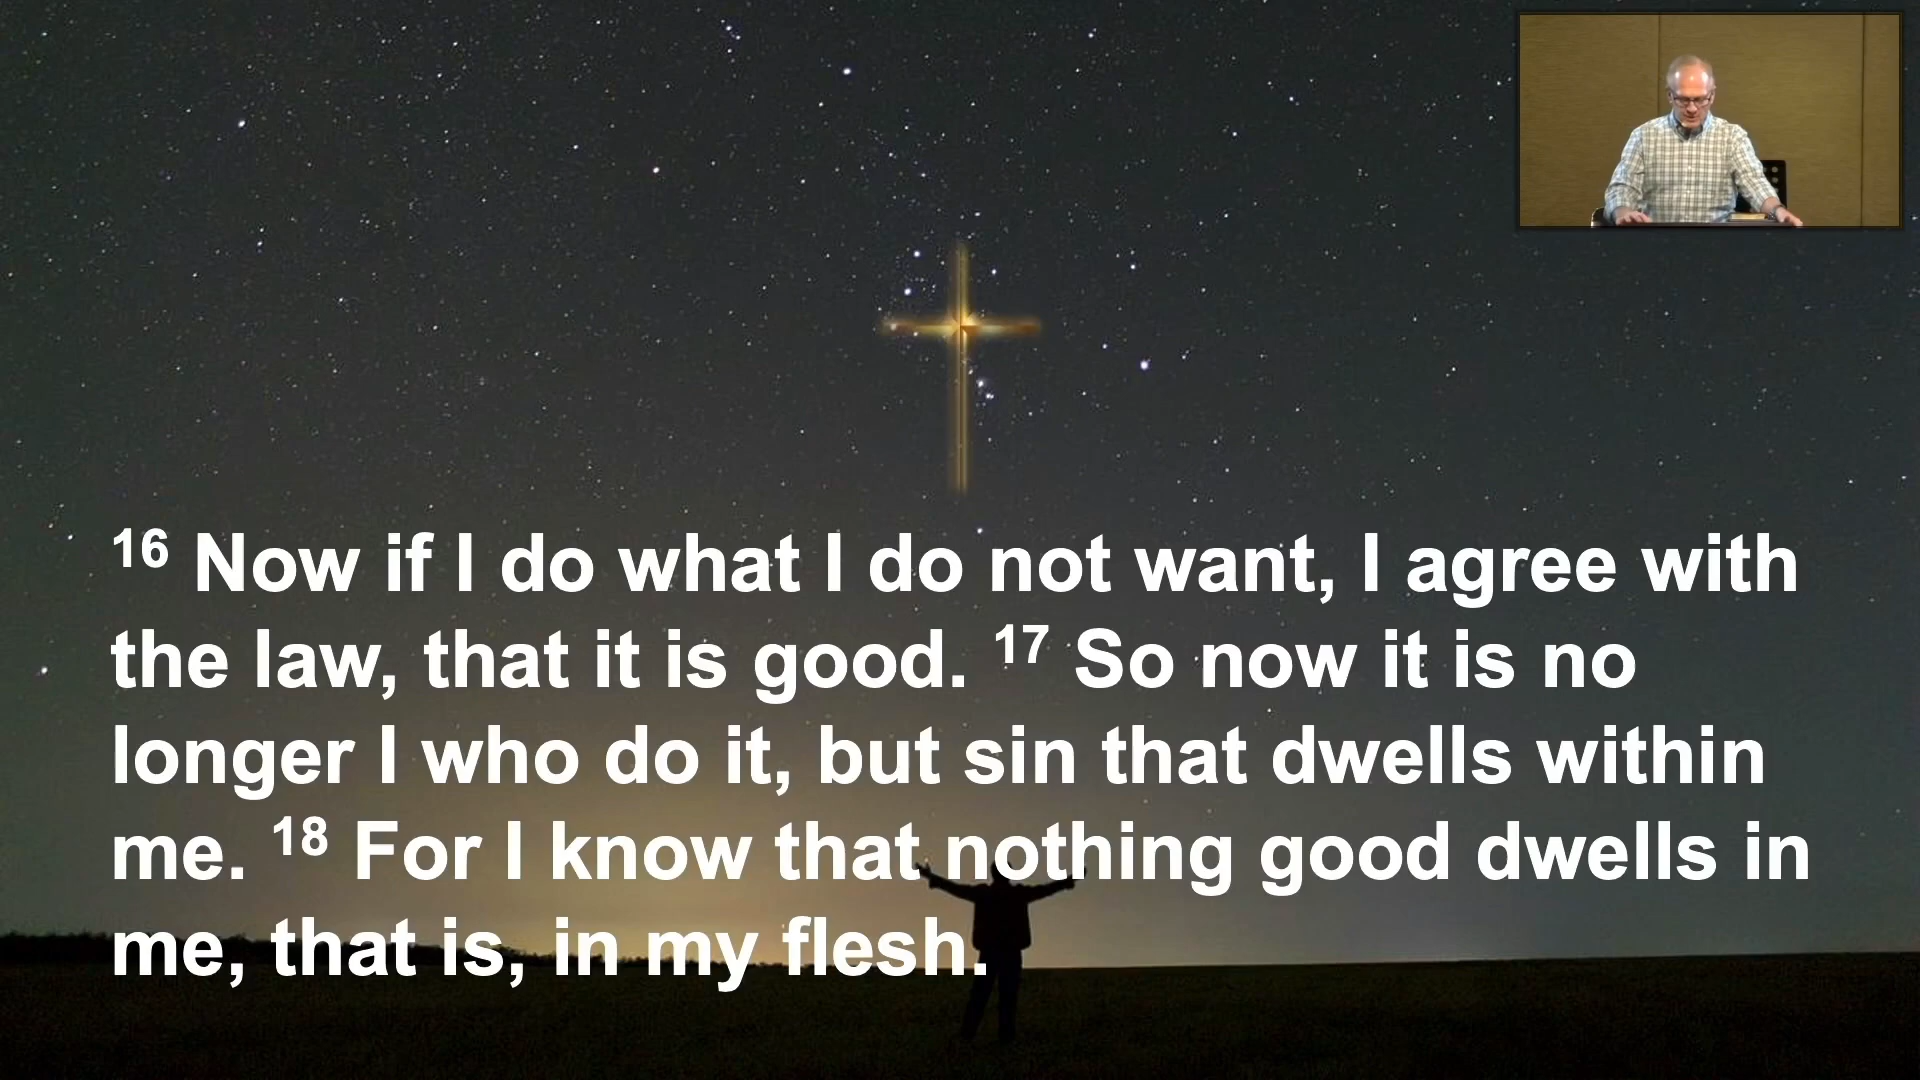 16 Now if I do what I do not want, I agree with
the law, that it is good. 17 So now it is no
longer I who do it, but sin that dwells within
me. 18 For I know that nothing good dwells in
me, that is, in my flesh.